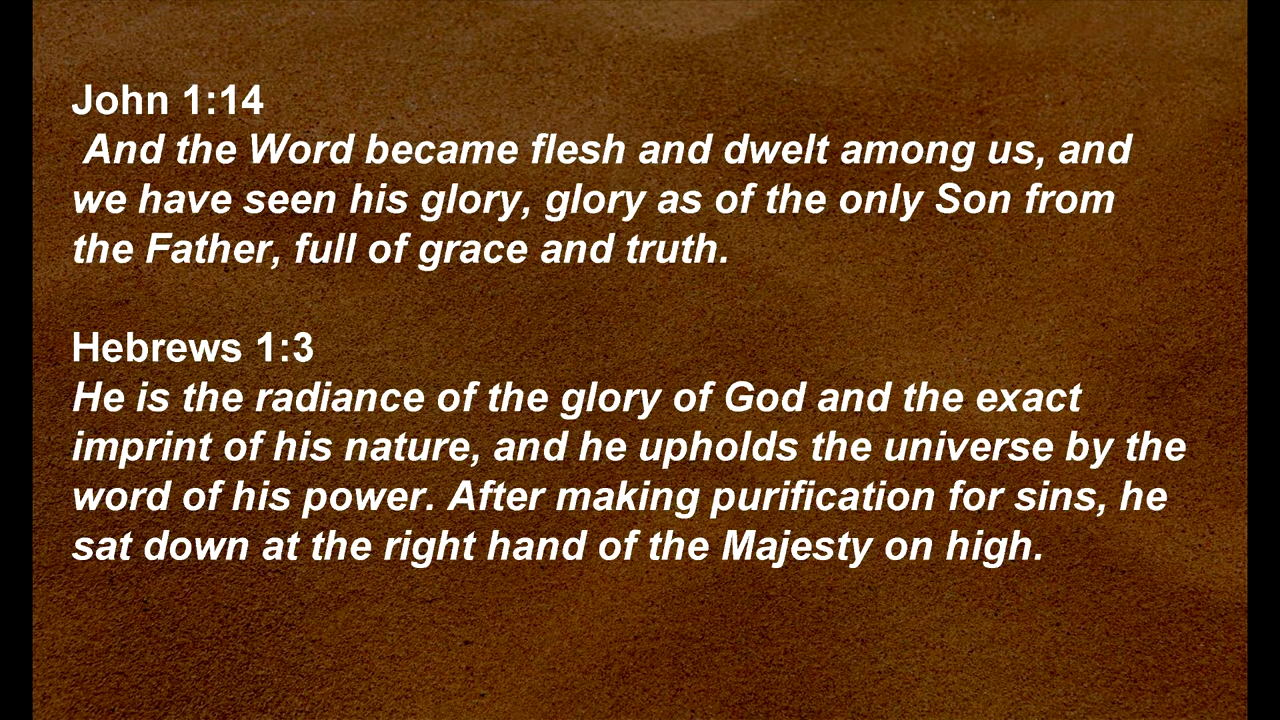 John 1:14
And the Word became flesh and dwelt among us, and
we have seen his glory, glory as of the only Son from
the Father, full of grace and truth.
Hebrews 1:3
He is the radiance of the glory of God and the exact
imprint of his nature, and he upholds the universe by the
word of his power. After making purification for sins, he
sat down at the right hand of the Majesty on high.